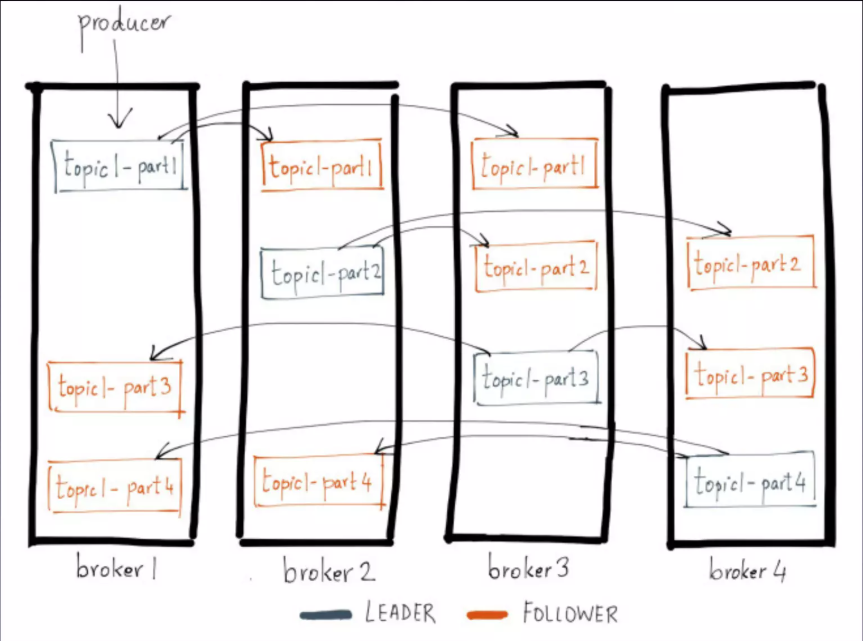 producer
topic1-part1
topic1-part1
topic1-part1
topic1-part2
topic1-part2
topic1-part2
topic1-part3
topic1-part3
topic1-part3
topic1-part4
topic1-part4
topic1-part4
broker 1
broker 2
broker 3
broker 4
LEADER
FOLLOWER